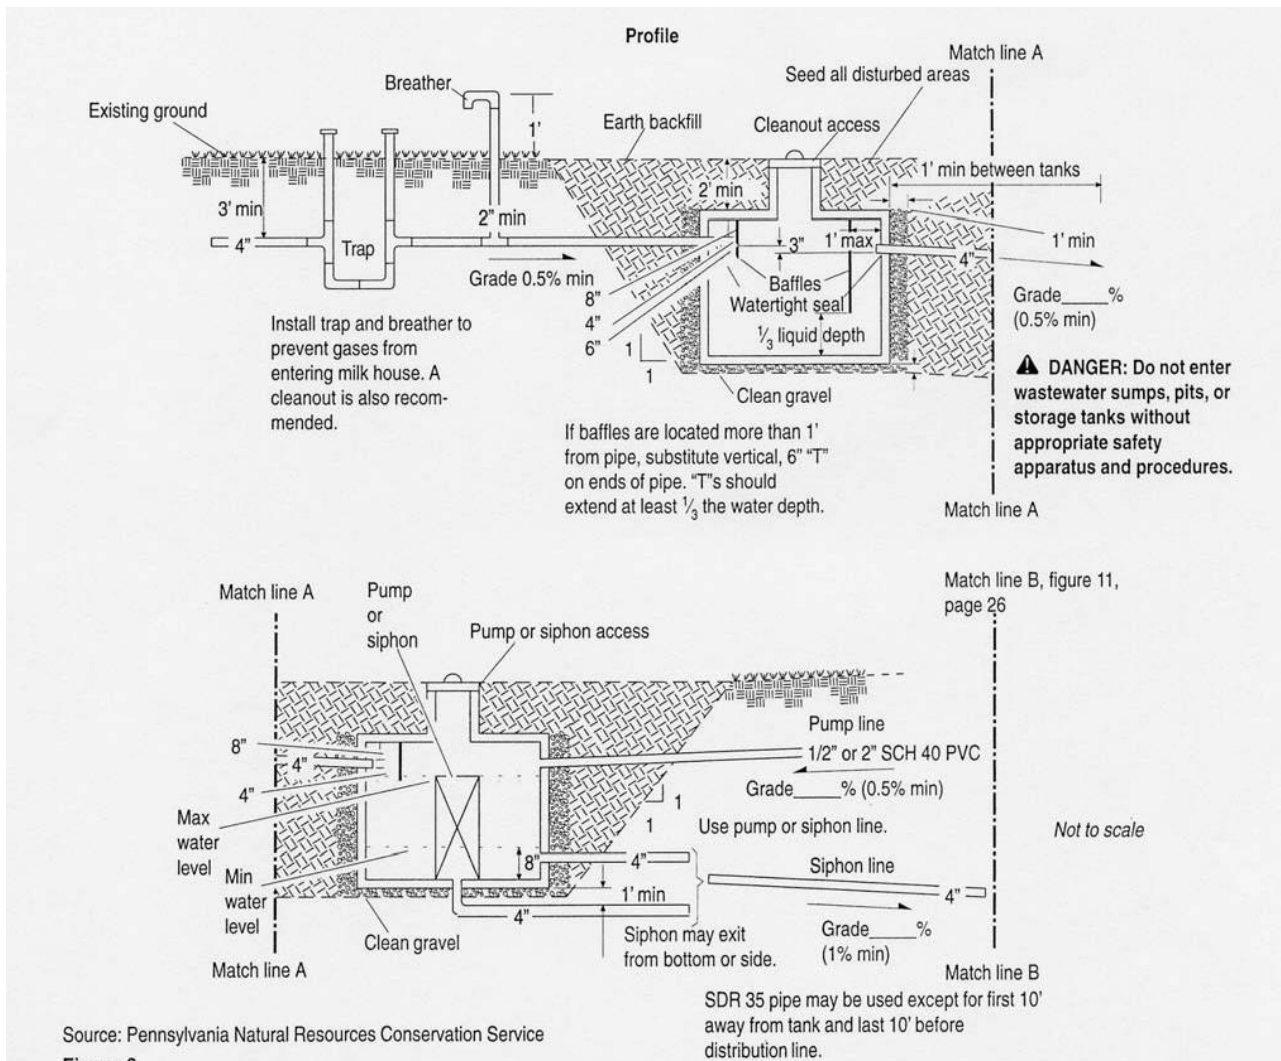 Profile
Match line A
Breather
Seed all disturbed areas
Existing ground
1'
Earth backfill
Cleanout access
1' min between tanks
2' min
3' min
2" min
4"
Trap
3"
1' max
1' min
4"
Grade 0.5% min
Baffles
8"
Watertight seal
Grade_____%
(0.5% min)
4"
1/3 liquid depth
6"
1
1
Install trap and breather to
prevent gases from
entering milk house. A
cleanout is also recom-
mended.
DANGER: Do not enter
wastewater sumps, pits, or
storage tanks without
appropriate safety
apparatus and procedures.
Clean gravel
If baffles are located more than 1'
from pipe, substitute vertical, 6" "T"
on ends of pipe. "T"s should
extend at least 1/3 the water depth.
Match line A
Match line A
Pump
or
siphon
Match line B, figure 11,
page 26
Pump or siphon access
8"
4"
4"
Pump line
1/2" or 2" SCH 40 PVC
Grade_____% (0.5% min)
1
1
Max
water
level
Use pump or siphon line.
Not to scale
Min
water
level
8"
4"
Siphon line
4"
1' min
4"
Clean gravel
Siphon may exit
from bottom or side.
Grade_____%
(1% min)
Match line A
Match line B
SDR 35 pipe may be used except for first 10'
away from tank and last 10' before
distribution line.
Source: Pennsylvania Natural Resources Conservation Service